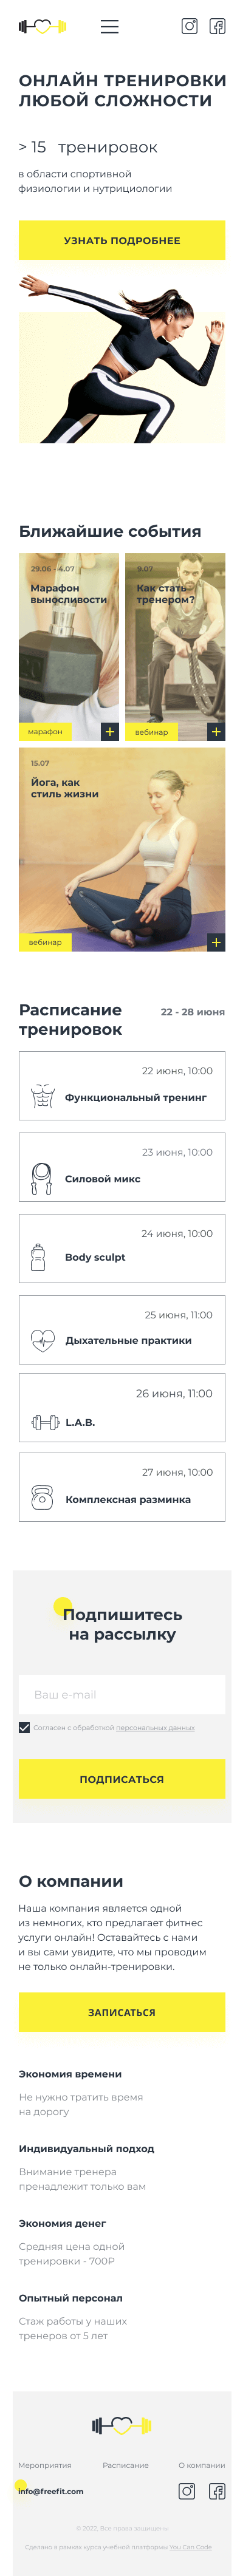 ОНЛАЙН ТРЕНИРОВКИ
ЛЮБОЙ СЛОЖНОСТИ
> 15 тренировок
в области спортивной
физиологии и нутрициологии
УЗНАТЬ ПОДРОБНЕЕ
Ближайшие события
29.06 - 4.07
Марафон
выносливости
марафон
9.07
Как стать
тренером?
вебинар
15.07
Йога, как
стиль жизни
вебинар
Расписание
тренировок
22 - 28 июня
22 июня, 10:00
Функциональный тренинг
23 июня, 10:00
Силовой микс
24 июня, 10:00
Body sculpt
25 июня, 11:00
Дыхательные практики
26 июня, 11:00
L.A.B.
27 июня, 10:00
Комплексная разминка
Подпишитесь
на рассылку
Ваш e-mail
Согласен с обработкой персональных данных
ПОДПИСАТЬСЯ
О компании
Наша компания является одной
из немногих, кто предлагает фитнес
услуги онлайн! Оставайтесь с нами
и вы сами увидите, что мы проводим
не только онлайн-тренировки.
ЗАПИСАТЬСЯ
Экономия времени
Не нужно тратить время
на дорогу
Индивидуальный подход
Внимание тренера
пренадлежит только вам
Экономия денег
Средняя цена одной
тренировки - 700₽
Опытный персонал
Стаж работы у наших
тренеров от 5 лет
Мероприятия Расписание О компании
info@freefit.com
© 2022, Все права защищены
Сделано в рамках курса учебной платформы You Can Code